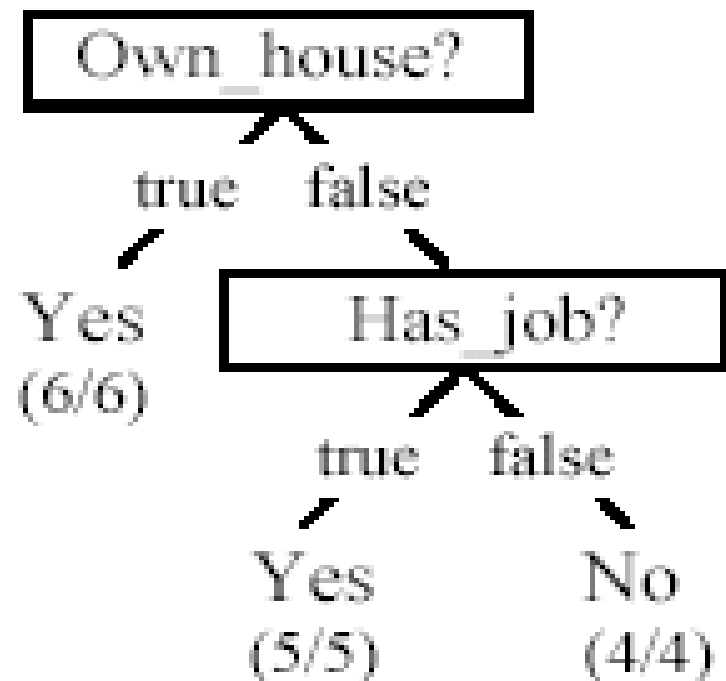 Own_house?
true false
Yes
(6/6)
Has_job?
true false
Yes No
(5/5) (4/4)